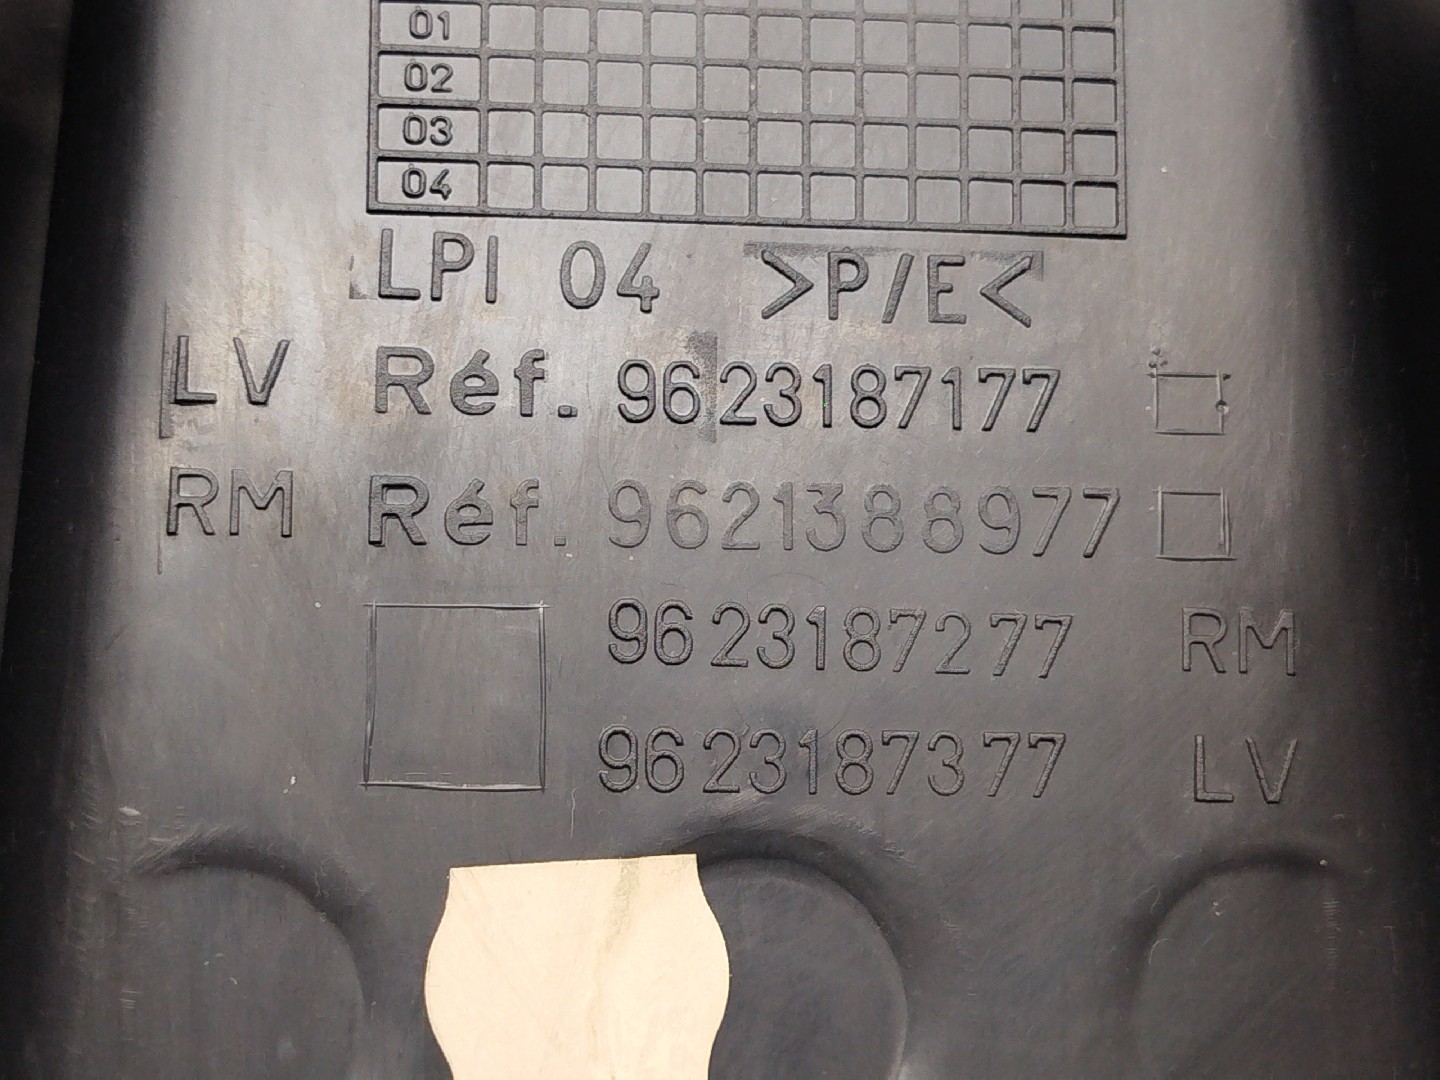 01
02
03
04
LPI 04 >P/E<
LV Réf. 9623187177
RM Réf. 9621388977
9623187277 RM
9623187377 LV